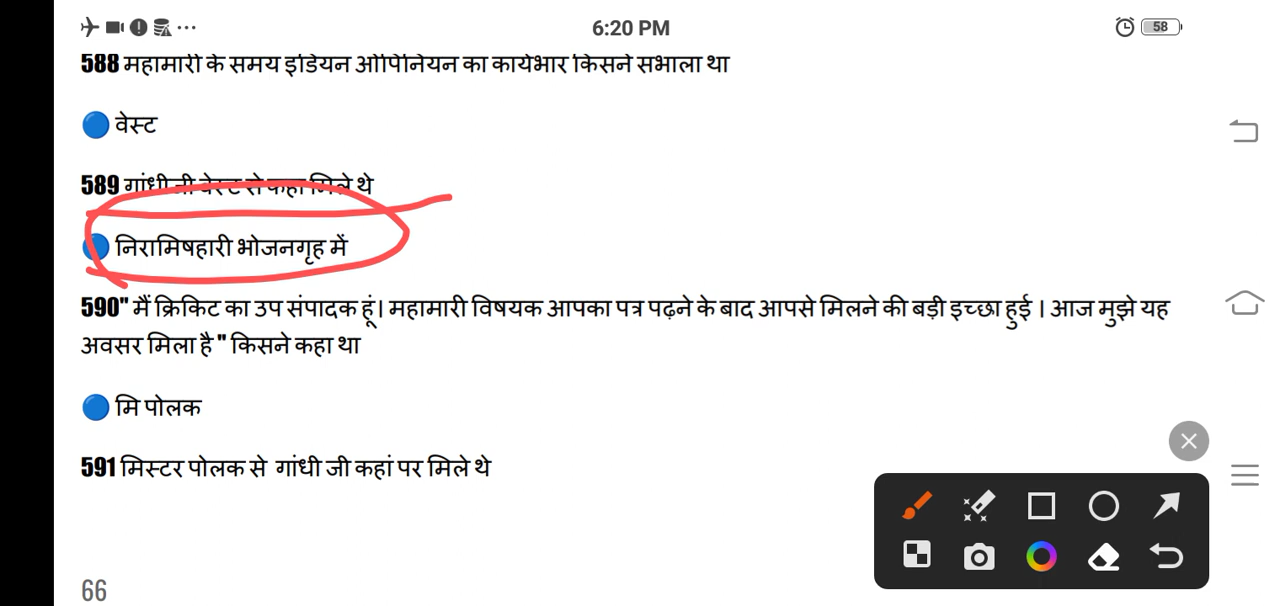 6:20 PM
58
588 महामारी के समय इंडियन ओपिनियन का कार्यभार किसने संभाला था
वेस्ट
589 गांधीजी वेस्ट से कहा मिले थे
निरामिषहारी भोजनगृह में
590" मैं क्रिकिट का उप संपादक हूं। महामारी विषयक आपका पत्र पढ़ने के बाद आपसे मिलने की बड़ी इच्छा हुई । आज मुझे यह
अवसर मिला है " किसने कहा था
मि पोलक
591 मिस्टर पोलक से गांधी जी कहां पर मिले थे
66